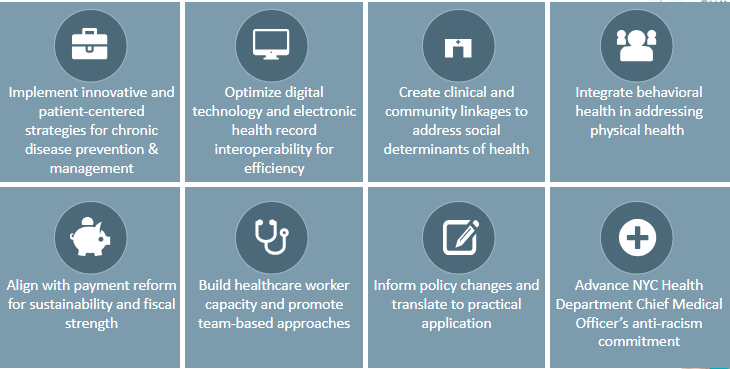 Implement innovative and
patient-centered
strategies for chronic
disease prevention &
management
Optimize digital
technology and electronic
health record
interoperability for
efficiency
Create clinical and
community linkages to
address social
determinants of health
Integrate behavioral
health in addressing
physical health
Align with payment reform
for sustainability and fiscal
strength
Build healthcare worker
capacity and promote
team-based approaches
Inform policy changes and
translate to practical
application
Advance NYC Health
Department Chief Medical
Officer’s anti-racism
commitment